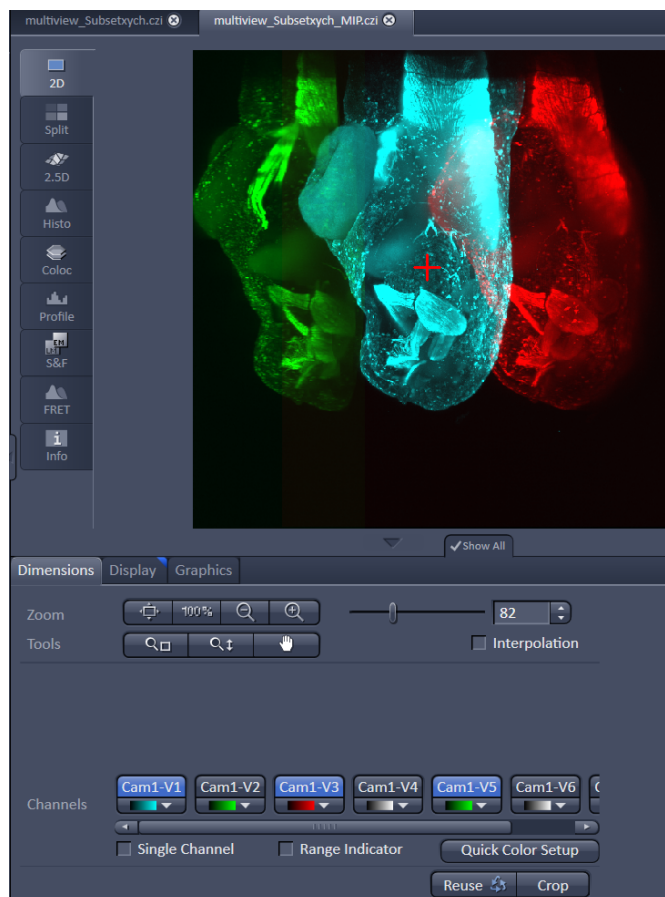 multiview_Subsetxych.czi
multiview_Subsetxych_MIP.czi
2D
Split
2.5D
Histo
Coloc
Profile
S&F
FRET
Info
Show All
Dimensions
Display
Graphics
Zoom
100%
82
Tools
Interpolation
Cam1-V1
Cam1-V2
Cam1-V3
Cam1-V4
Cam1-V5
Cam1-V6
Channels
Single Channel
Range Indicator
Quick Color Setup
Reuse
Crop